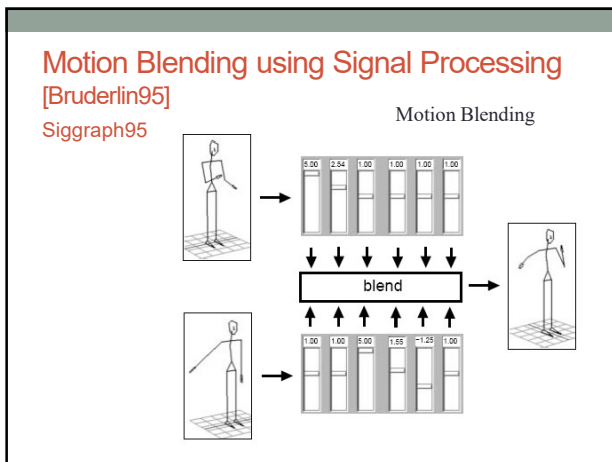 Motion Blending using Signal Processing
[Bruderlin95]
Siggraph95
Motion Blending
5.00 2.54 1.00 1.00 1.00 1.00
blend
1.00 1.00 5.00 1.55 -1.25 1.00